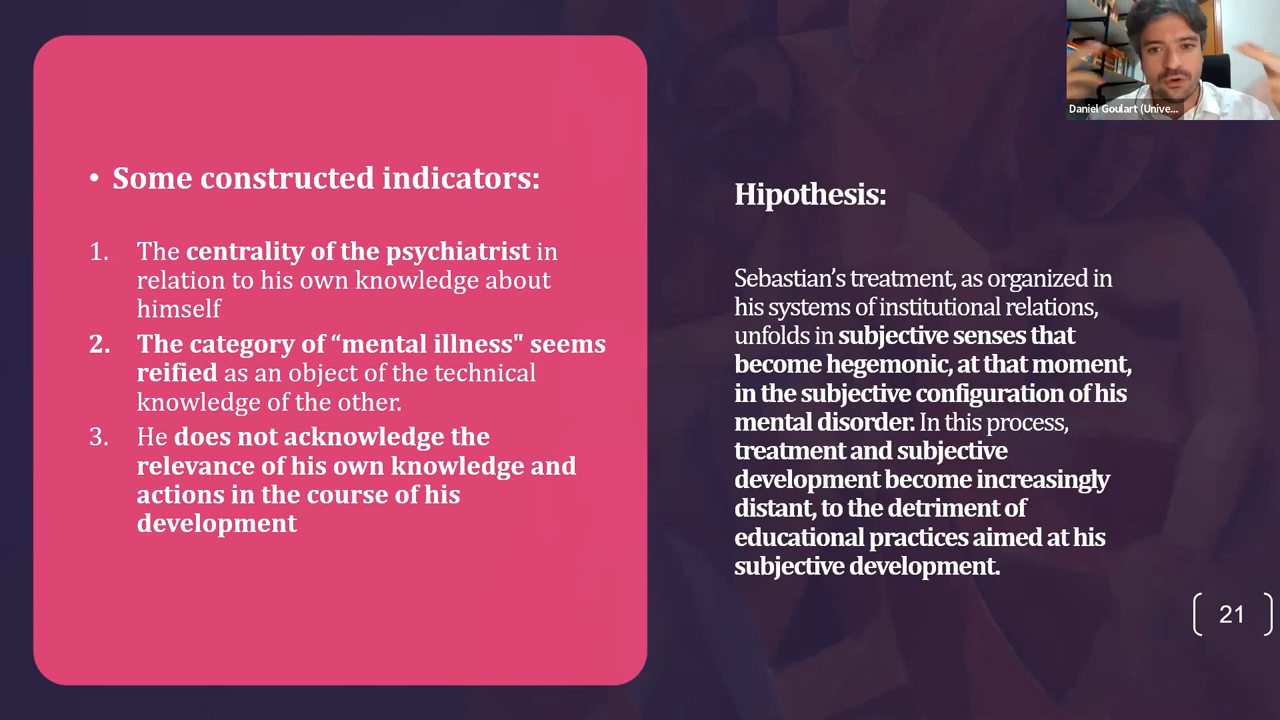 Daniel Goulart (Unive...
• Some constructed indicators:
1. The centrality of the psychiatrist in
relation to his own knowledge about
himself
2. The category of “mental illness" seems
reified as an object of the technical
knowledge of the other.
3. He does not acknowledge the
relevance of his own knowledge and
actions in the course of his
development
Hipothesis:
Sebastian’s treatment, as organized in
his systems of institutional relations,
unfolds in subjective senses that
become hegemonic, at that moment,
in the subjective configuration of his
mental disorder. In this process,
treatment and subjective
development become increasingly
distant, to the detriment of
educational practices aimed at his
subjective development.
21